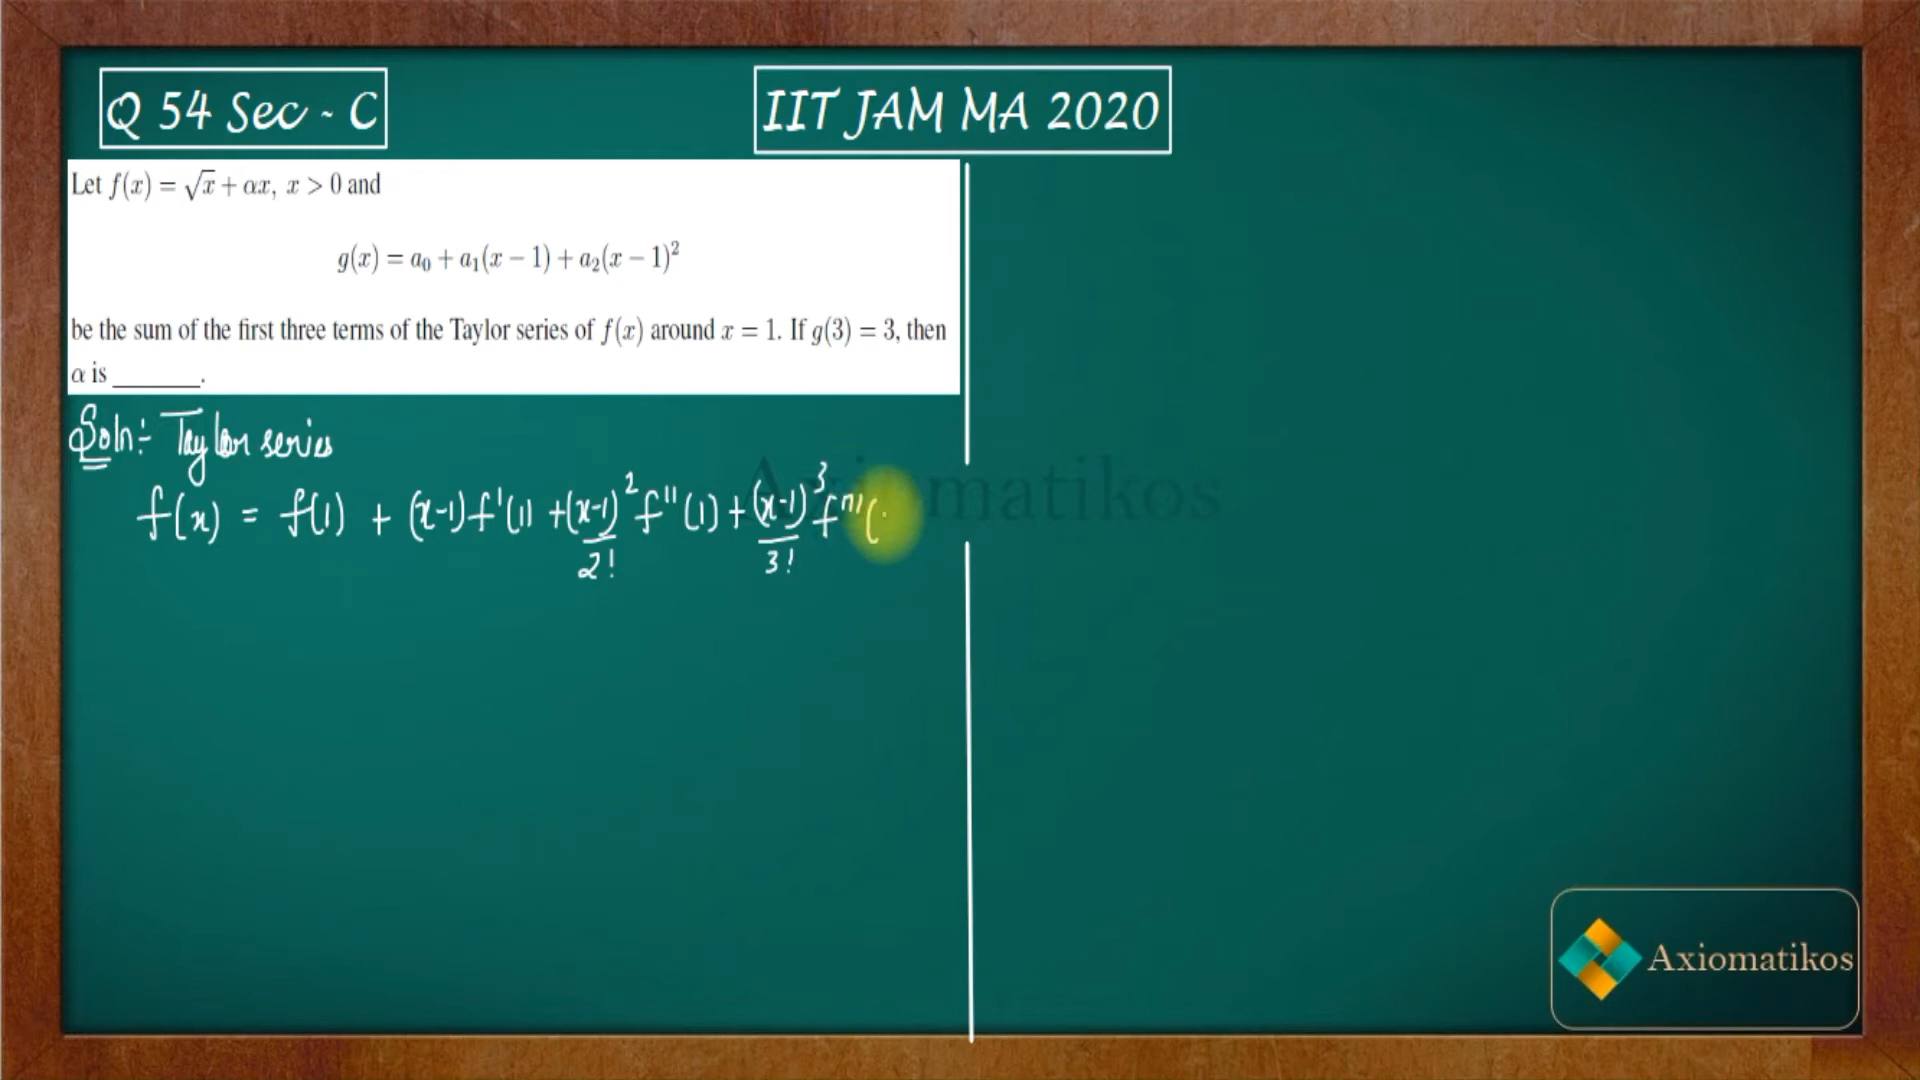 Q 54 Sec - C
IIT JAM MA 2020
Let f(x) = √x + αx, x > 0 and
g(x) = a₀ + a₁(x − 1) + a₂(x − 1)²
be the sum of the first three terms of the Taylor series of f(x) around x = 1. If g(3) = 3, then
α is ______.
Soln:- Taylor series
f(x) = f(1) + (x-1)f'(1) + (x-1)²/2! f''(1) + (x-1)³/3! f'''(
Axiomatikos
Axiomatikos